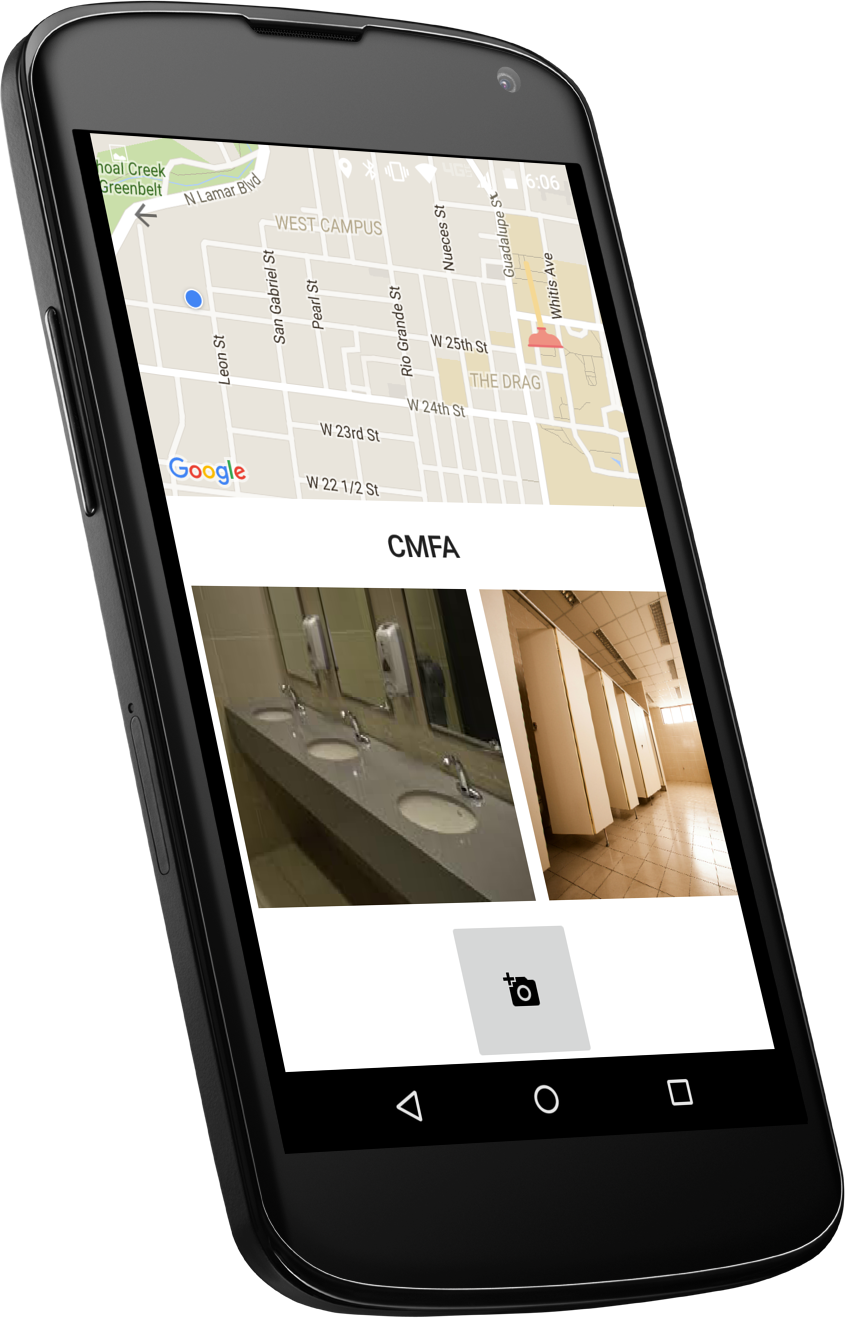 4G
6:06
hoal Creek
Greenbelt
N Lamar Blvd
WEST CAMPUS
Nueces St
Guadalupe S
San Gabriel St
Pearl St
Whitis Ave
Rio Grande St
Leon St
W 25th St
THE DRAG
W 24th St
W 23rd St
Google
W 22 1/2 St
CMFA